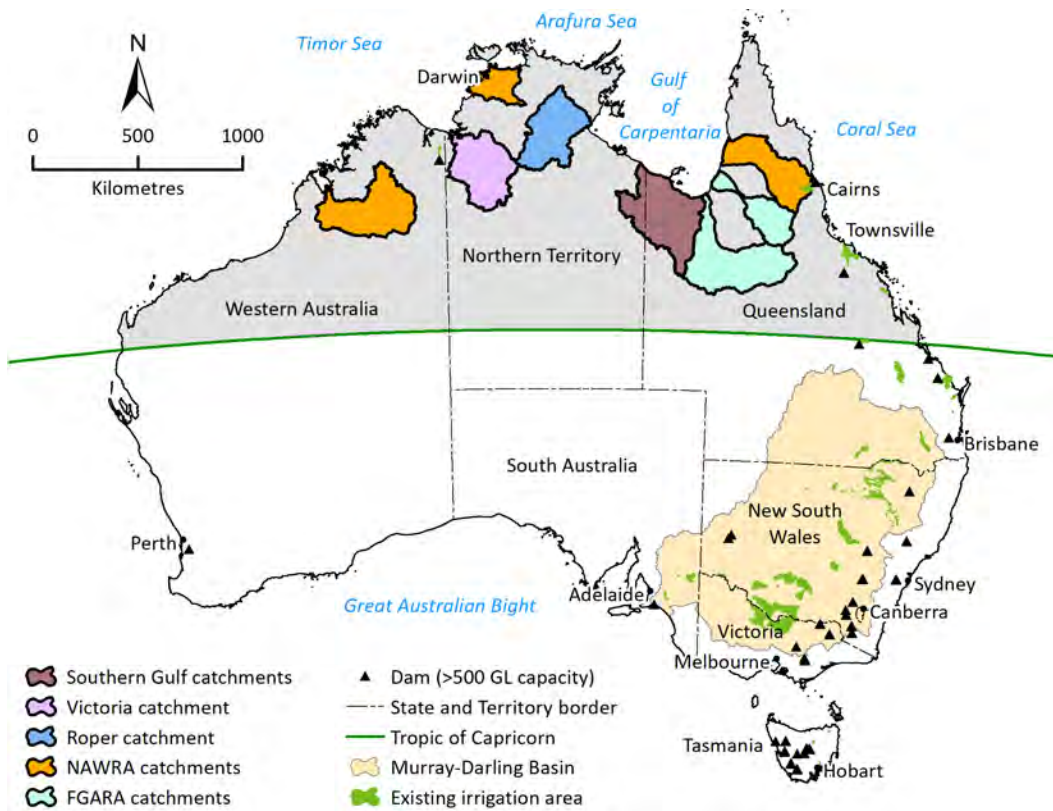 Arafura Sea
Timor Sea
N
Darwin
Gulf
of
Carpentaria
Coral Sea
0 500 1000
Kilometres
Cairns
Townsville
Northern Territory
Western Australia
Queensland
Brisbane
South Australia
New South
Wales
Perth
Sydney
Adelaide
Great Australian Bight
Canberra
Victoria
Melbourne
Southern Gulf catchments
Victoria catchment
Roper catchment
NAWRA catchments
FGARA catchments
Dam (>500 GL capacity)
State and Territory border
Tropic of Capricorn
Murray-Darling Basin
Existing irrigation area
Tasmania
Hobart